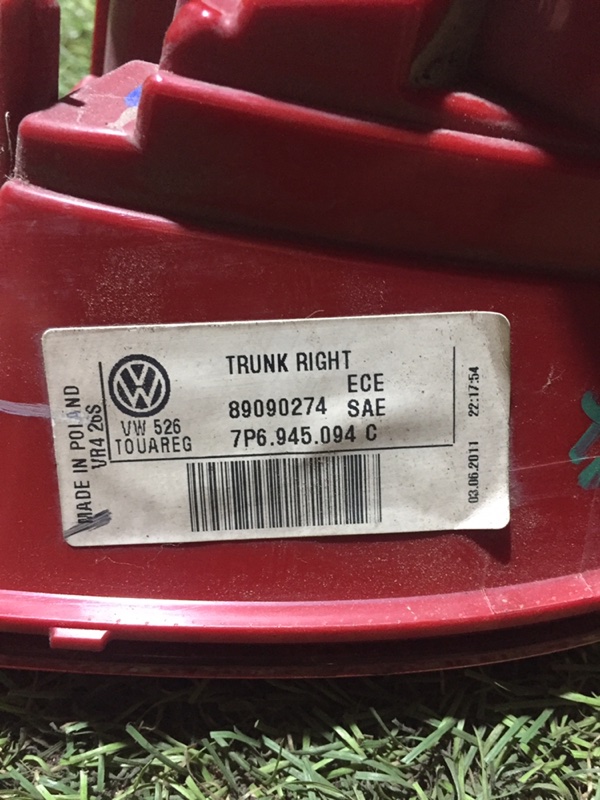 TRUNK RIGHT
ECE
89090274 SAE
VW 526
TOUAREG
7P6.945.094 C
MADE IN POLAND
VR4 26S
03.06.2011 22:17:54